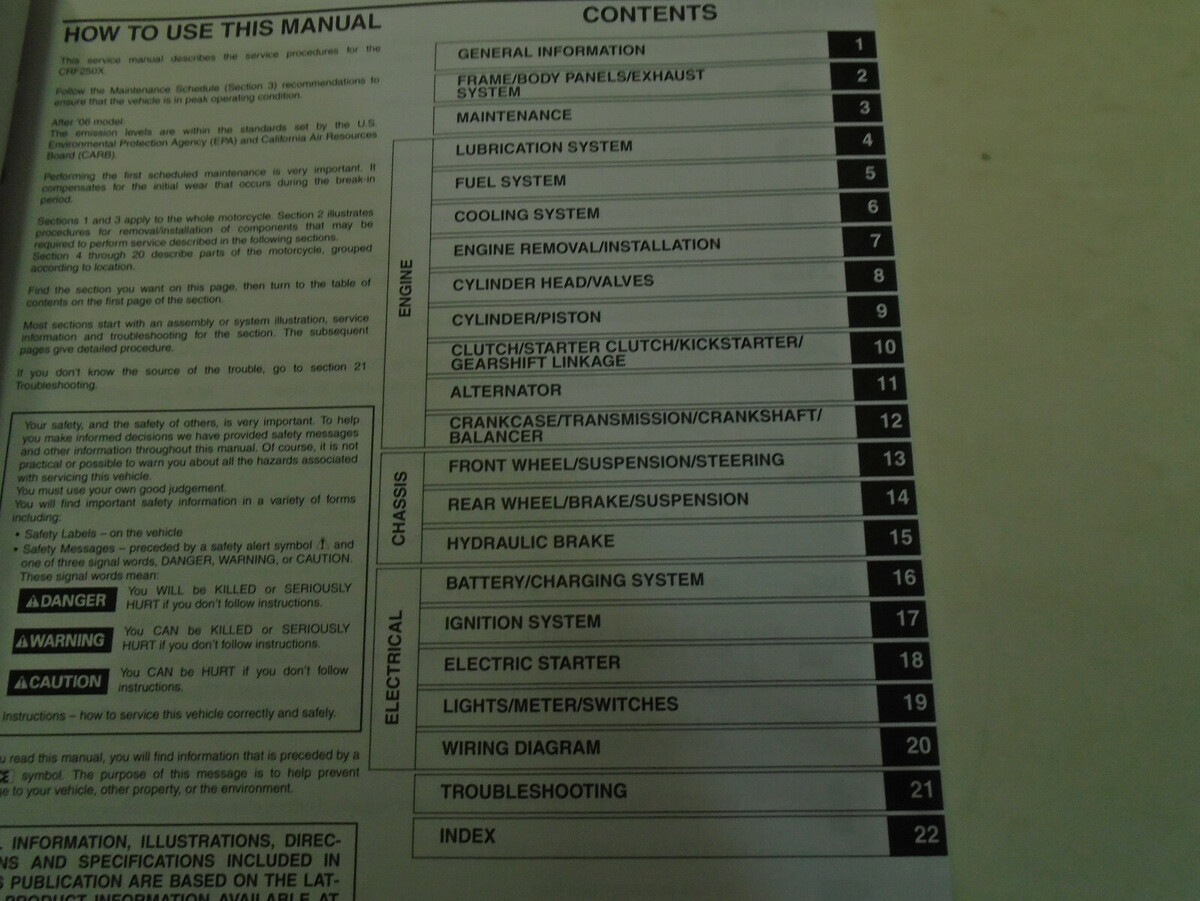 HOW TO USE THIS MANUAL
This service manual describes the service procedures for the
CRF250X.
Follow the Maintenance Schedule (Section 3) recommendations to
ensure that the vehicle is in peak operating condition.
After '06 model:
The emission levels are within the standards set by the U.S.
Environmental Protection Agency (EPA) and California Air Resources
Board (CARB).
Performing the first scheduled maintenance is very important. It
compensates for the initial wear that occurs during the break-in
period.
Sections 1 and 3 apply to the whole motorcycle. Section 2 illustrates
procedures for removal/installation of components that may be
required to perform service described in the following sections.
Section 4 through 20 describe parts of the motorcycle, grouped
according to location.
Find the section you want on this page, then turn to the table of
contents on the first page of the section.
Most sections start with an assembly or system illustration, service
information and troubleshooting for the section. The subsequent
pages give detailed procedure.
If you don't know the source of the trouble, go to section 21
Troubleshooting.
Your safety, and the safety of others, is very important. To help
you make informed decisions we have provided safety messages
and other information throughout this manual. Of course, it is not
practical or possible to warn you about all the hazards associated
with servicing this vehicle.
You must use your own good judgement.
You will find important safety information in a variety of forms
including:
• Safety Labels – on the vehicle
• Safety Messages – preceded by a safety alert symbol ⚠ and
one of three signal words, DANGER, WARNING, or CAUTION.
These signal words mean:
⚠DANGER You WILL be KILLED or SERIOUSLY
HURT if you don't follow instructions.
⚠WARNING You CAN be KILLED or SERIOUSLY
HURT if you don't follow instructions.
⚠CAUTION You CAN be HURT if you don't follow
instructions.
Instructions – how to service this vehicle correctly and safely.
read this manual, you will find information that is preceded by a
symbol. The purpose of this message is to help prevent
to your vehicle, other property, or the environment.
INFORMATION, ILLUSTRATIONS, DIREC-
NS AND SPECIFICATIONS INCLUDED IN
PUBLICATION ARE BASED ON THE LAT-
PRODUCT INFORMATION AVAILABLE AT
CONTENTS
GENERAL INFORMATION 1
FRAME/BODY PANELS/EXHAUST
SYSTEM 2
MAINTENANCE 3
ENGINE
LUBRICATION SYSTEM 4
FUEL SYSTEM 5
COOLING SYSTEM 6
ENGINE REMOVAL/INSTALLATION 7
CYLINDER HEAD/VALVES 8
CYLINDER/PISTON 9
CLUTCH/STARTER CLUTCH/KICKSTARTER/
GEARSHIFT LINKAGE 10
ALTERNATOR 11
CRANKCASE/TRANSMISSION/CRANKSHAFT/
BALANCER 12
CHASSIS
FRONT WHEEL/SUSPENSION/STEERING 13
REAR WHEEL/BRAKE/SUSPENSION 14
HYDRAULIC BRAKE 15
ELECTRICAL
BATTERY/CHARGING SYSTEM 16
IGNITION SYSTEM 17
ELECTRIC STARTER 18
LIGHTS/METER/SWITCHES 19
WIRING DIAGRAM 20
TROUBLESHOOTING 21
INDEX 22